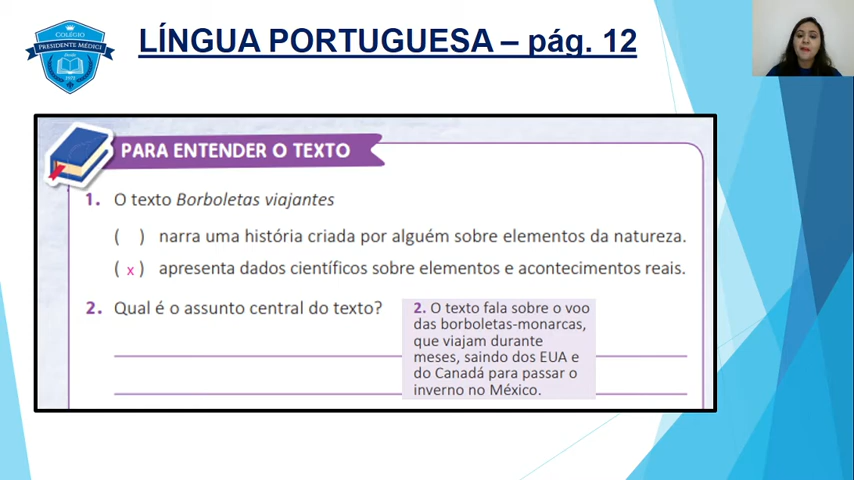 COLÉGIO
PRESIDENTE MÉDICI
LÍNGUA PORTUGUESA – pág. 12
PARA ENTENDER O TEXTO
1. O texto Borboletas viajantes
( ) narra uma história criada por alguém sobre elementos da natureza.
( x ) apresenta dados científicos sobre elementos e acontecimentos reais.
2. Qual é o assunto central do texto?
2. O texto fala sobre o voo
das borboletas-monarcas,
que viajam durante
meses, saindo dos EUA e
do Canadá para passar o
inverno no México.